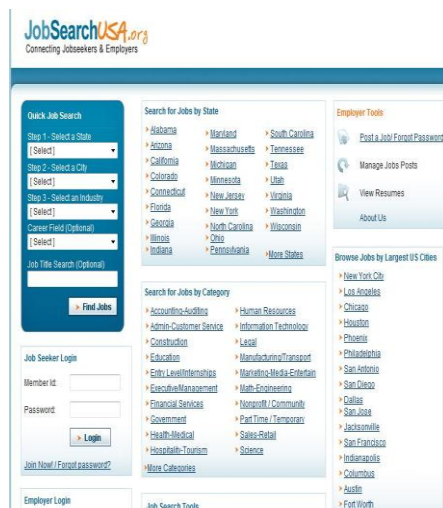 JobSearchUSA.org
Connecting Jobseekers & Employers
Quick Job Search
Step 1 - Select a State
[ Select ]
Step 2 - Select a City
[ Select ]
Step 3 - Select an Industry
[ Select ]
Career Field (Optional)
[ Select ]
Job Title Search (Optional)
Find Jobs
Job Seeker Login
Member Id:
Password:
Login
Join Now! / Forgot password?
Employer Login
Search for Jobs by State
Alabama
Arizona
California
Colorado
Connecticut
Florida
Georgia
Illinois
Indiana
Maryland
Massachusetts
Michigan
Minnesota
New Jersey
New York
North Carolina
Ohio
Pennsylvania
South Carolina
Tennessee
Texas
Utah
Virginia
Washington
Wisconsin
More States
Search for Jobs by Category
Accounting-Auditing
Admin-Customer Service
Construction
Education
Entry Level/Internships
Executive/Management
Financial Services
Government
Health-Medical
Hospitalty-Tourism
More Categories
Human Resources
Information Technology
Legal
Manufacturing/Transport
Marketing-Media-Entertain
Math-Engineering
Nonprofit / Community
Part Time / Temporary
Sales-Retail
Science
Job Search Tools
Employer Tools
Post a Job/ Forgot Password
Manage Jobs Posts
View Resumes
About Us
Browse Jobs by Largest US Cities
New York City
Los Angeles
Chicago
Houston
Phoenix
Philadelphia
San Antonio
San Diego
Dallas
San Jose
Jacksonville
San Francisco
Indianapolis
Columbus
Austin
Fort Worth